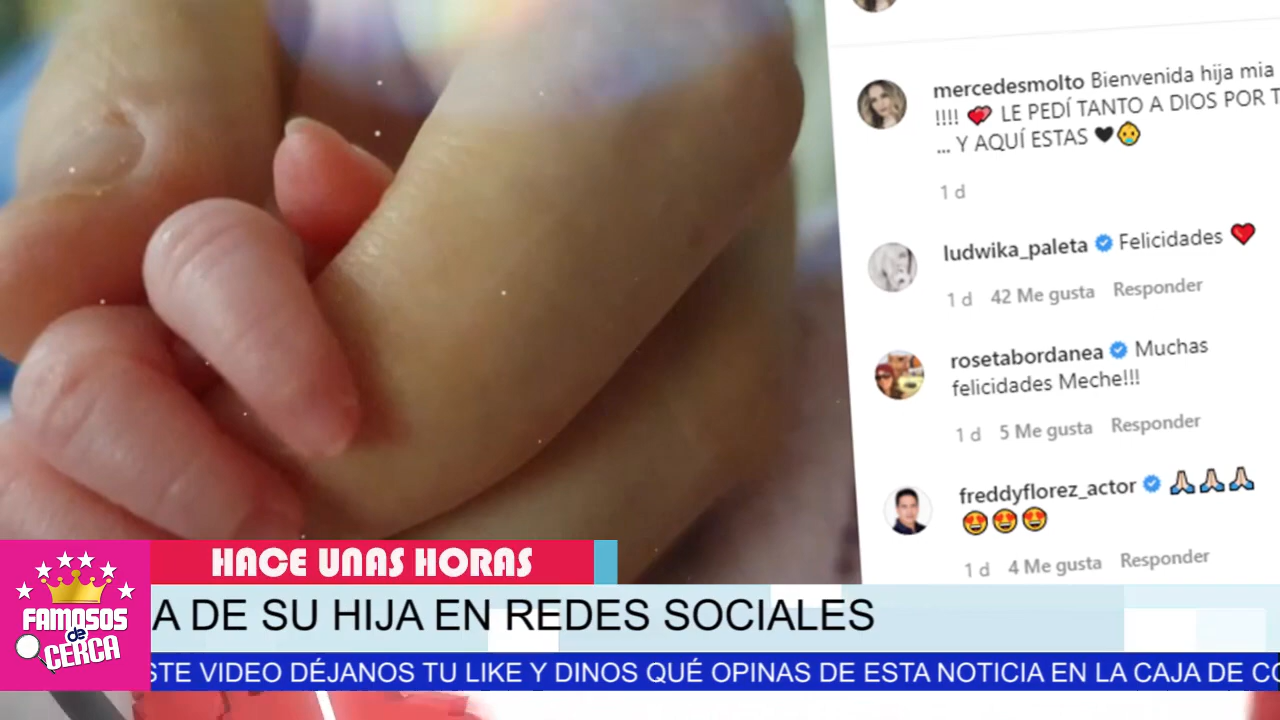 mercedesmolto Bienvenida hija mia
!!!! 💕 LE PEDÍ TANTO A DIOS POR T
... Y AQUÍ ESTAS 🖤😢
1 d
ludwika_paleta Felicidades ❤️
1 d 42 Me gusta Responder
rosetabordanea Muchas
felicidades Meche!!!
1 d 5 Me gusta Responder
freddyflorez_actor 🙏🏻🙏🏻🙏🏻
😍😍😍
1 d 4 Me gusta Responder
HACE UNAS HORAS
A DE SU HIJA EN REDES SOCIALES
FAMOSOS
de
CERCA
STE VIDEO DÉJANOS TU LIKE Y DINOS QUÉ OPINAS DE ESTA NOTICIA EN LA CAJA DE CO